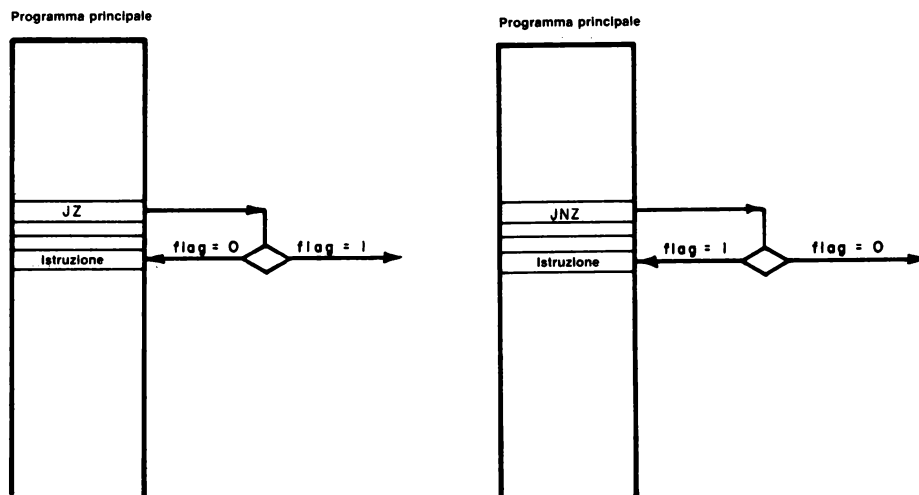 Programma principale
JZ
flag = 0
flag = 1
Istruzione
Programma principale
JNZ
flag = 1
flag = 0
Istruzione